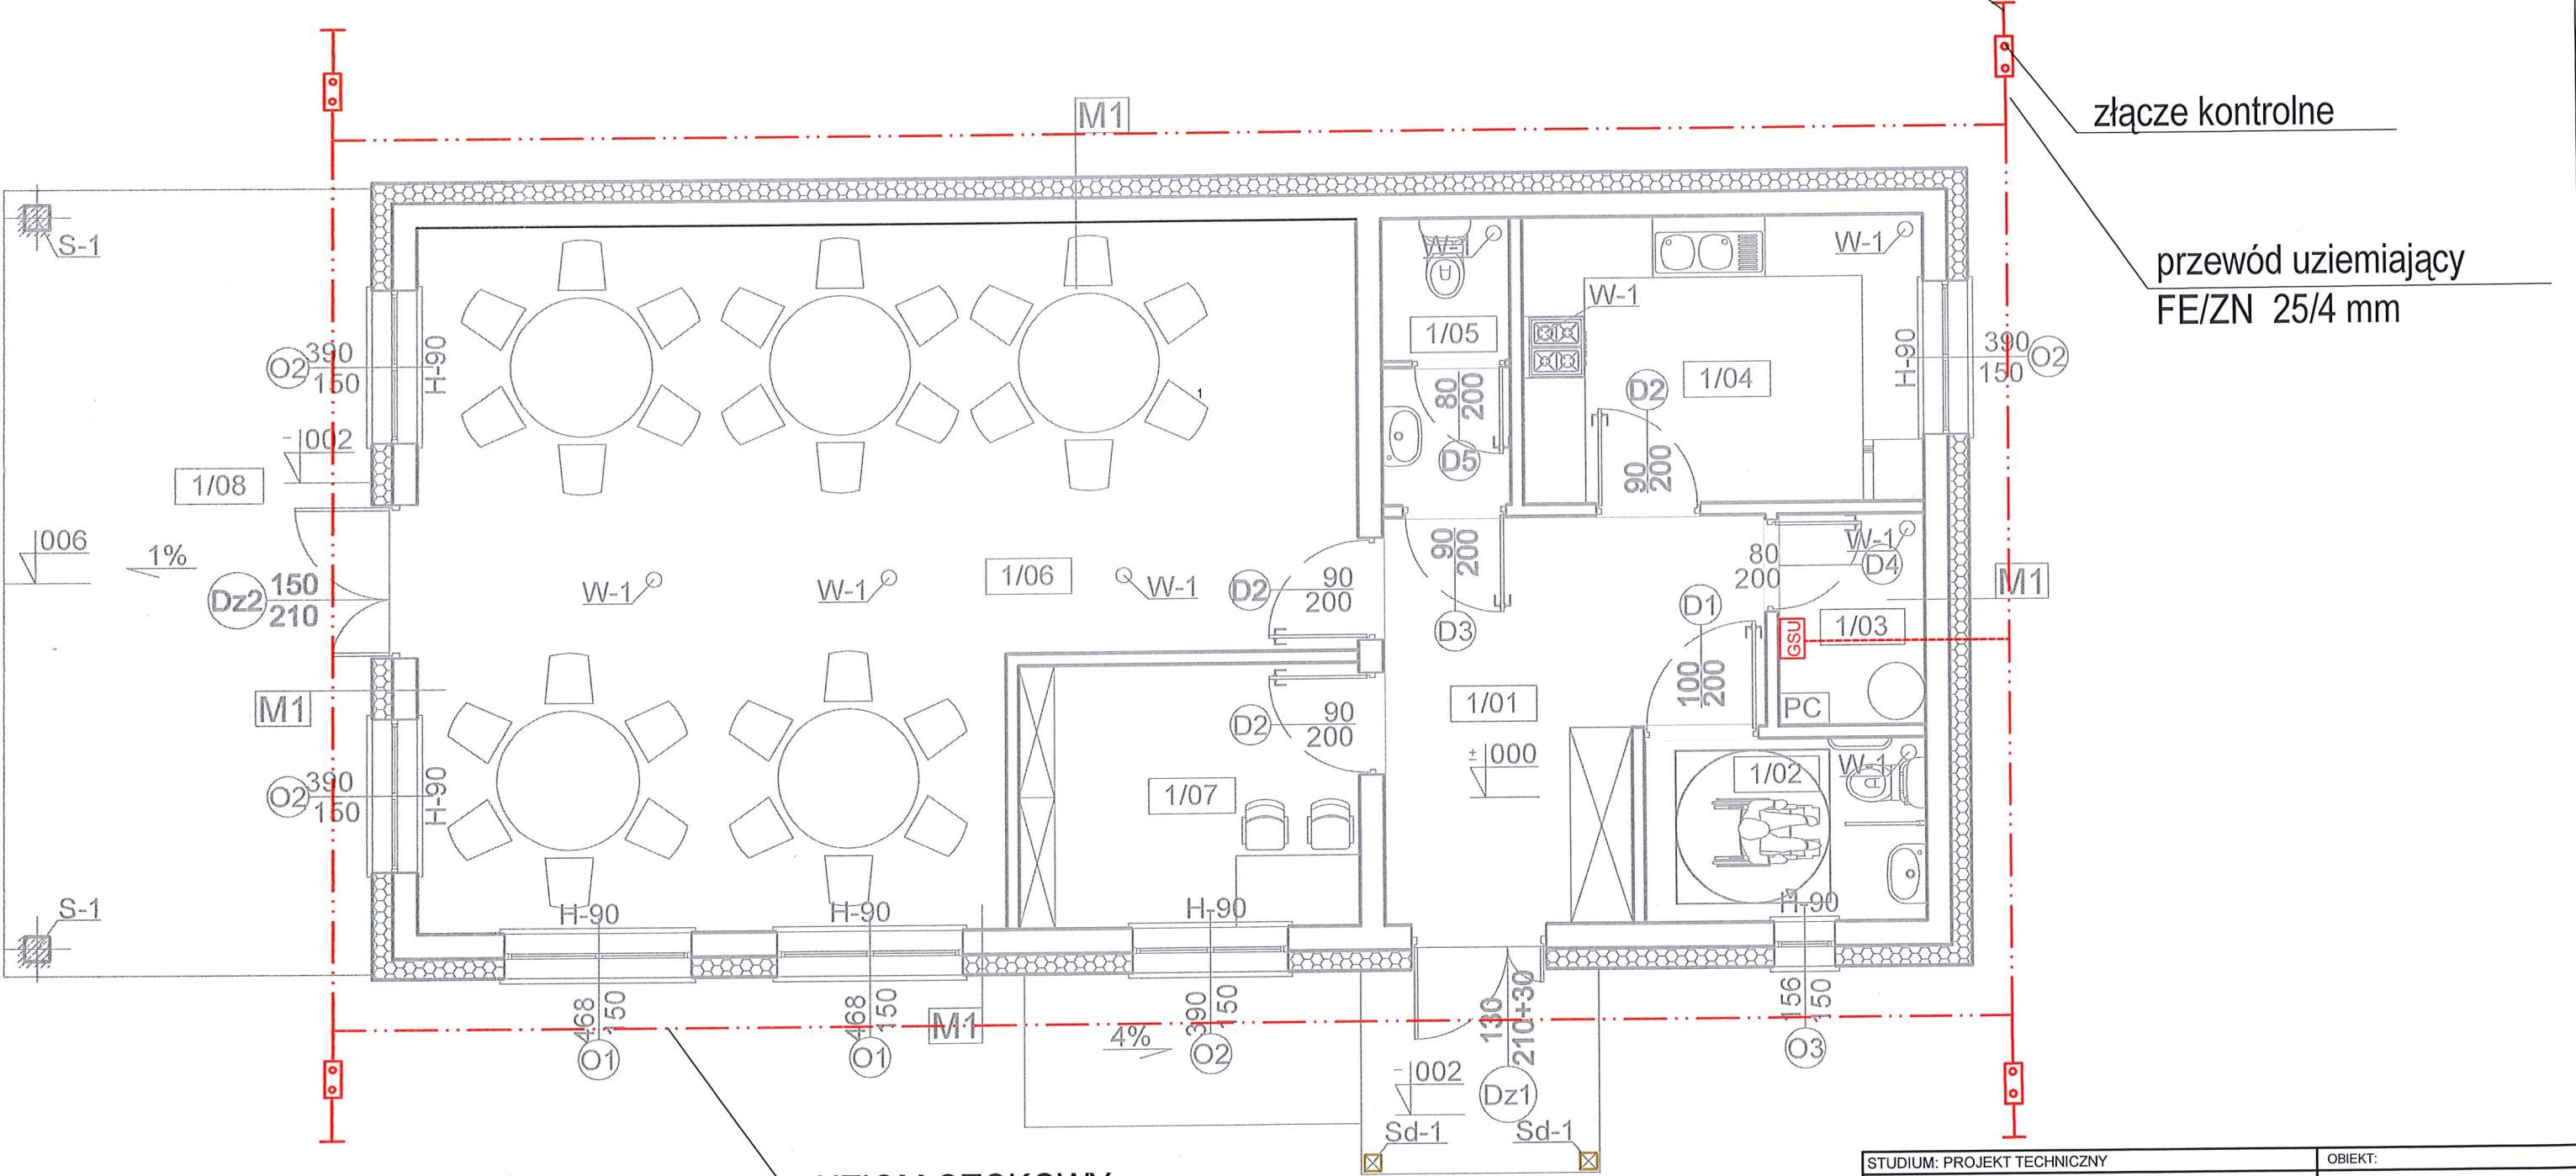 M1
złącze kontrolne
przewód uziemiający
FE/ZN 25/4 mm
S-1
W-1
W-1
W-1
1/05
1/04
O2
390
150
H-90
H-90
390
150
O2
1
80
200
D2
D5
90
200
-002
1/08
006
1%
Dz2
150
210
W-1
W-1
1/06
W-1
D2
90
200
90
200
D3
W-1
80
200
D4
M1
D1
100
200
GSU
1/03
M1
1/01
PC
D2
90
200
±000
1/02
W-1
O2
390
150
H-90
1/07
S-1
H-90
H-90
H-90
H-90
468
150
O1
468
150
O1
M1
4%
390
150
O2
130
210+30
Dz1
156
150
O3
-002
Sd-1
Sd-1
STUDIUM: PROJEKT TECHNICZNY
OBIEKT: